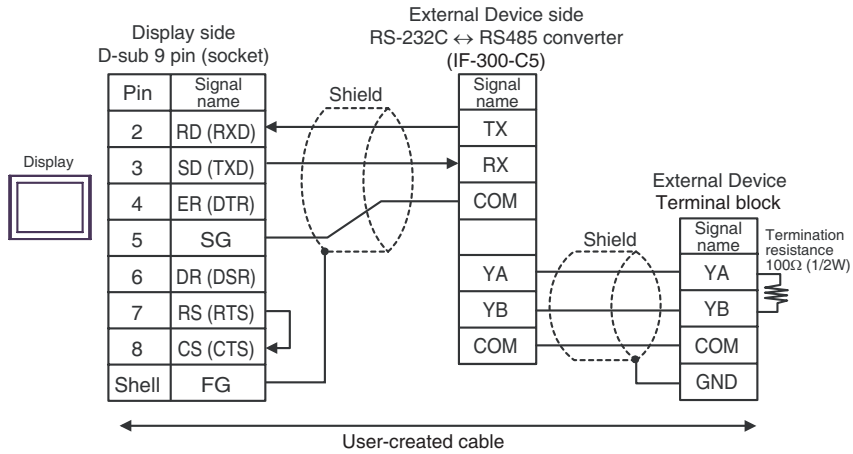 Display side
D-sub 9 pin (socket)
External Device side
RS-232C ↔ RS485 converter
(IF-300-C5)
Pin
Signal
name
2
RD (RXD)
3
SD (TXD)
4
ER (DTR)
5
SG
6
DR (DSR)
7
RS (RTS)
8
CS (CTS)
Shell
FG
Display
Shield
Signal
name
TX
RX
COM
YA
YB
COM
Shield
External Device
Terminal block
Signal
name
YA
YB
COM
GND
Termination
resistance
100Ω (1/2W)
User-created cable